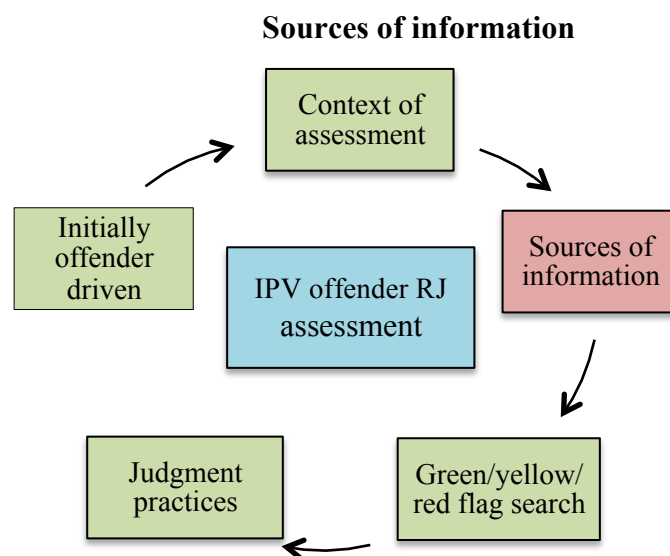 Sources of information
Context of
assessment
Initially
offender
driven
Sources of
information
IPV offender RJ
assessment
Judgment
practices
Green/yellow/
red flag search